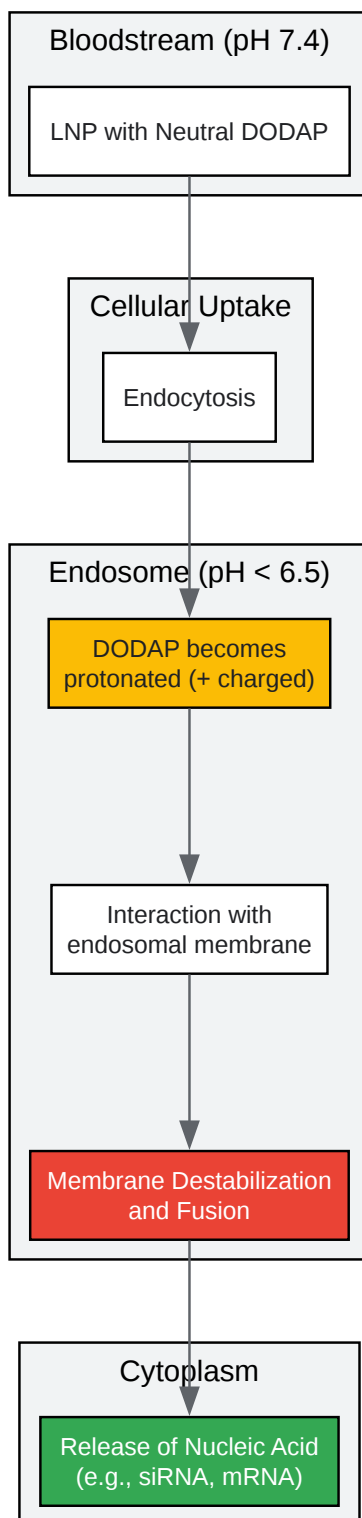 Bloodstream (pH 7.4)
LNP with Neutral DODAP
Cellular Uptake
Endocytosis
Endosome (pH < 6.5)
DODAP becomes
protonated (+ charged)
Interaction with
endosomal membrane
Membrane Destabilization
and Fusion
Cytoplasm
Release of Nucleic Acid
(e.g., siRNA, mRNA)